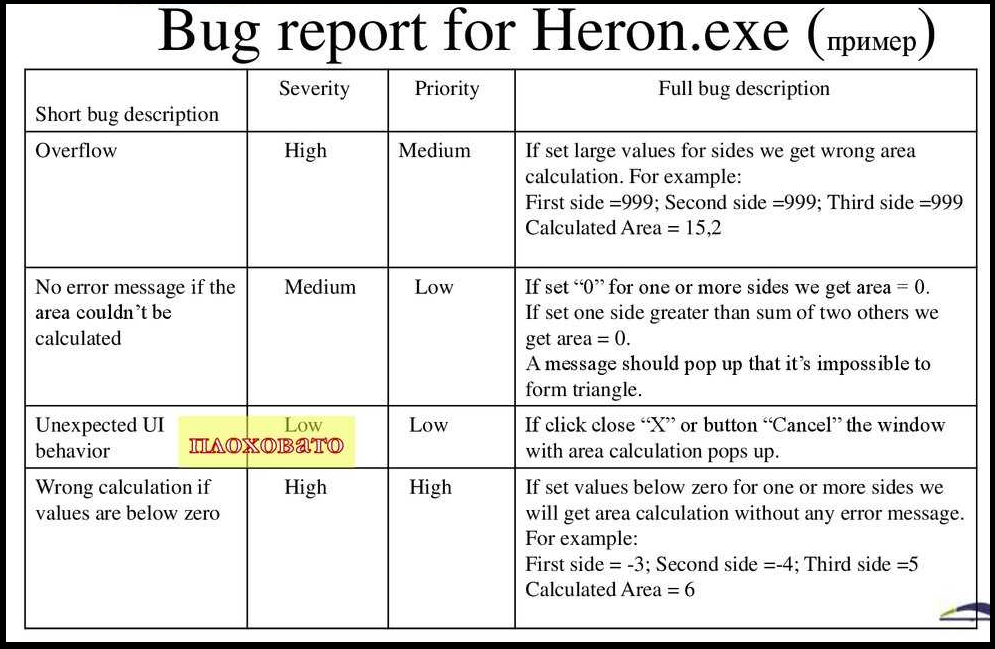 Bug report for Heron.exe (пример)
Short bug description
Severity
Priority
Full bug description
Overflow
High
Medium
If set large values for sides we get wrong area
calculation. For example:
First side =999; Second side =999; Third side =999
Calculated Area = 15,2
No error message if the
area couldn’t be
calculated
Medium
Low
If set “0” for one or more sides we get area = 0.
If set one side greater than sum of two others we
get area = 0.
A message should pop up that it’s impossible to
form triangle.
Unexpected UI
behavior
Low
плоховато
Low
If click close “X” or button “Cancel” the window
with area calculation pops up.
Wrong calculation if
values are below zero
High
High
If set values below zero for one or more sides we
will get area calculation without any error message.
For example:
First side = -3; Second side =-4; Third side =5
Calculated Area = 6